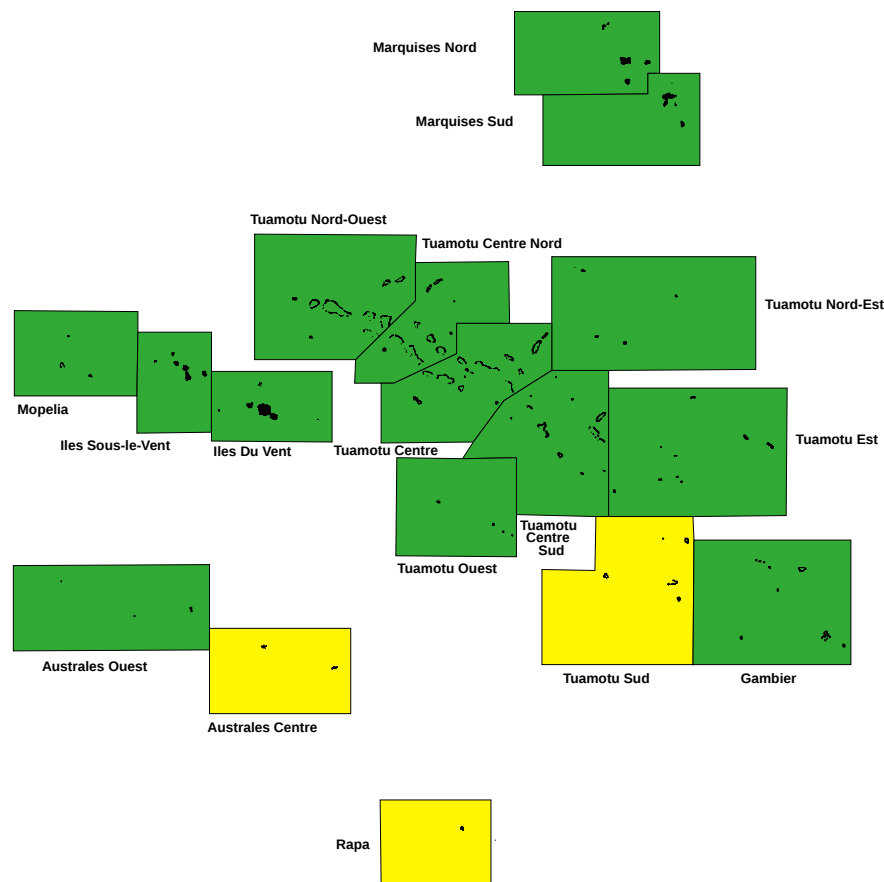 Marquises Nord
Marquises Sud
Tuamotu Nord-Ouest
Tuamotu Centre Nord
Tuamotu Nord-Est
Mopelia
Iles Sous-le-Vent
Iles Du Vent
Tuamotu Centre
Tuamotu Est
Tuamotu
Centre
Sud
Tuamotu Ouest
Australes Ouest
Tuamotu Sud
Gambier
Australes Centre
Rapa